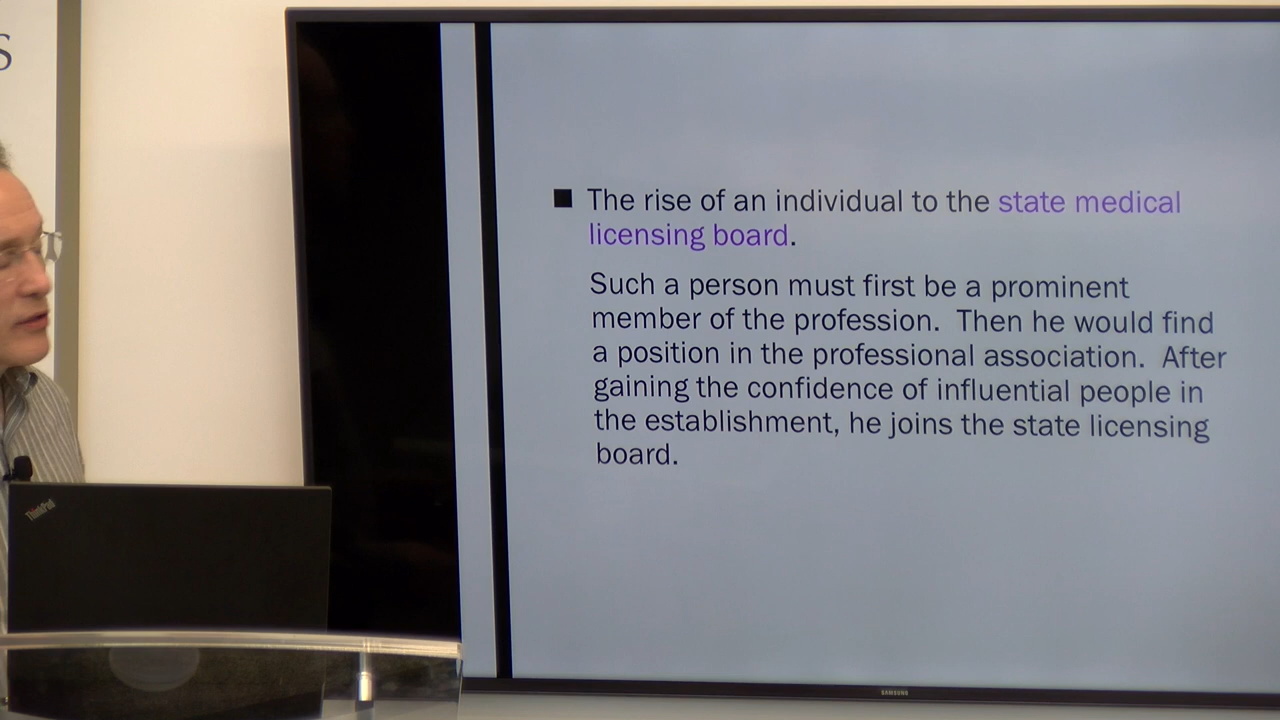 S
The rise of an individual to the state medical
licensing board.
Such a person must first be a prominent
member of the profession.  Then he would find
a position in the professional association.  After
gaining the confidence of influential people in
the establishment, he joins the state licensing
board.
ThinkPad
SAMSUNG